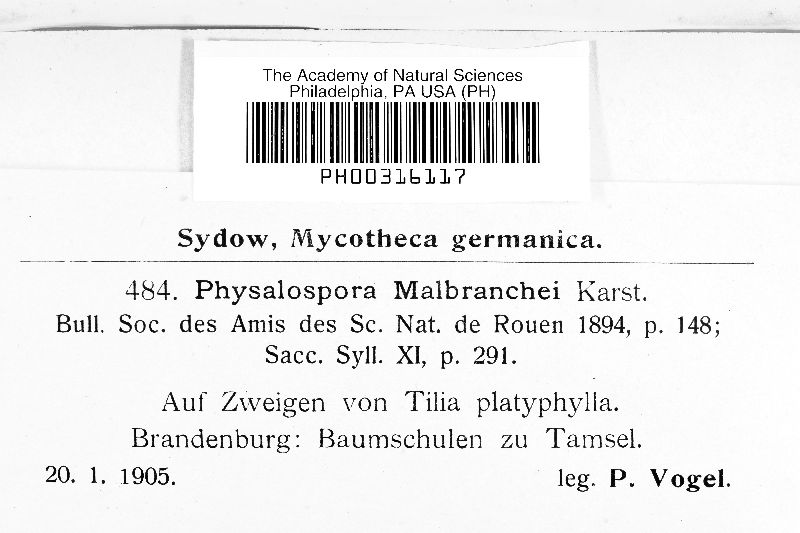 The Academy of Natural Sciences
Philadelphia, PA USA (PH)
PH00316117
Sydow, Mycotheca germanica.
484. Physalospora Malbranchei Karst.
Bull. Soc. des Amis des Sc. Nat. de Rouen 1894, p. 148;
Sacc. Syll. XI, p. 291.
Auf Zweigen von Tilia platyphylla.
Brandenburg: Baumschulen zu Tamsel.
20. 1. 1905. leg. P. Vogel.